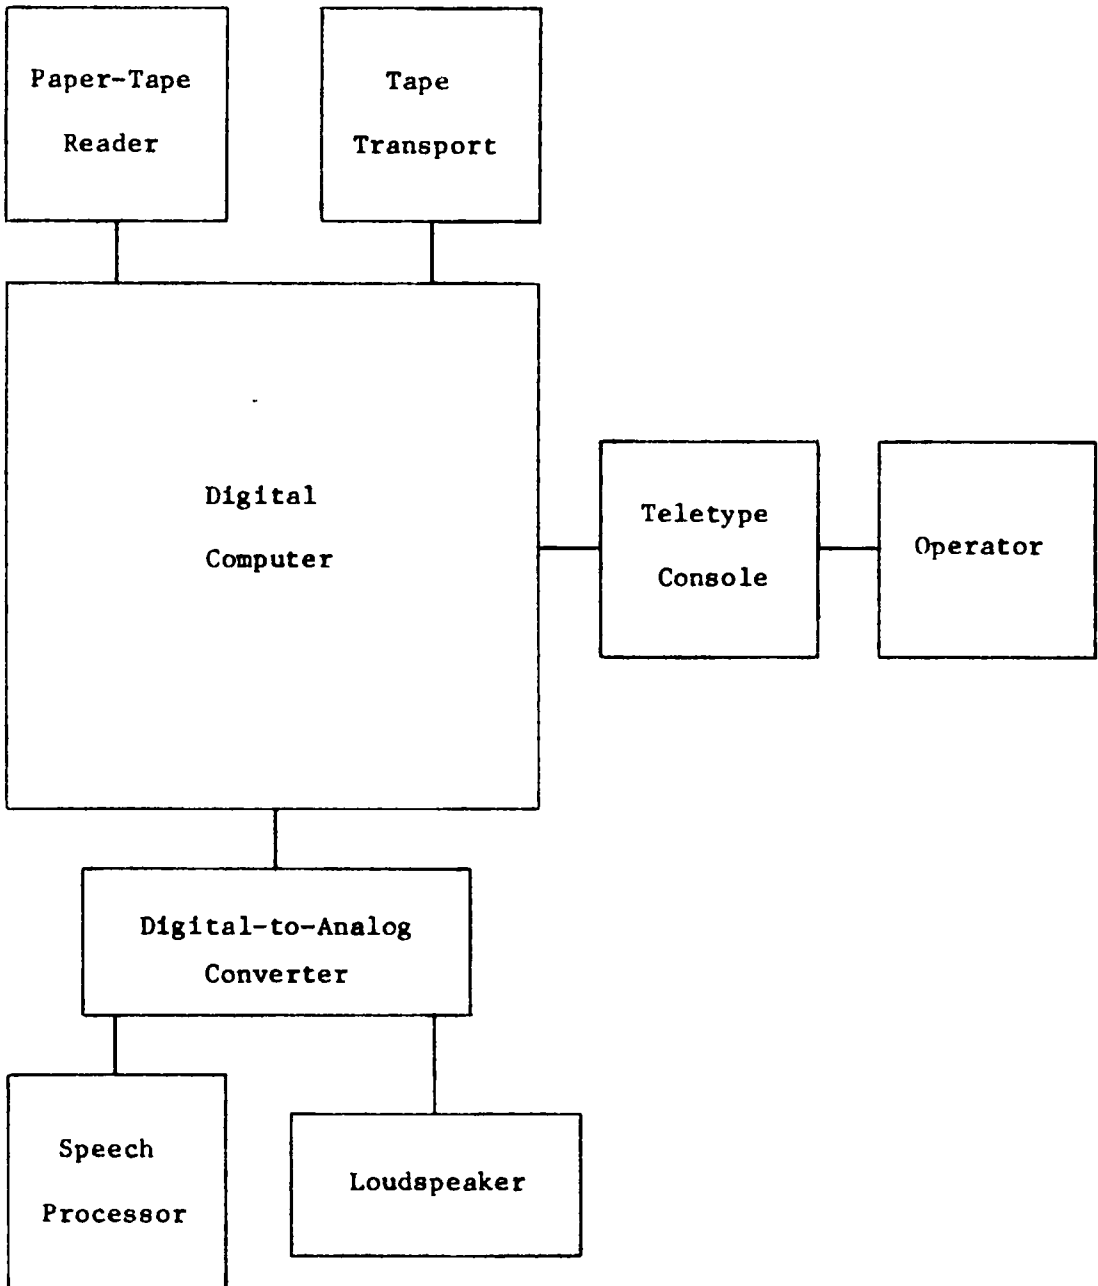 Paper-Tape
Reader
Tape
Transport
Digital
Computer
Teletype
Console
Operator
Digital-to-Analog
Converter
Speech
Processor
Loudspeaker